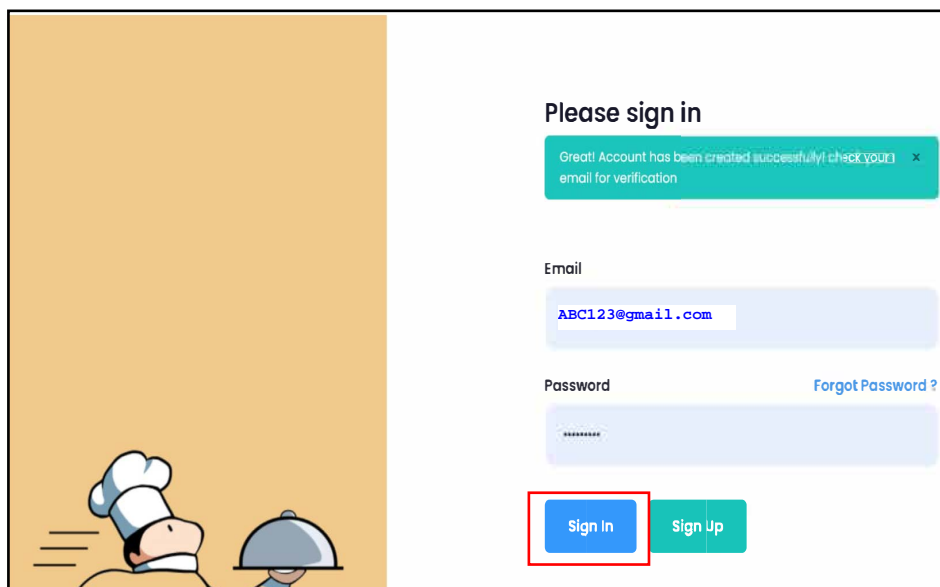 Please sign in
Great! Account has been created successfully! check your
email for verification
Email
ABC123@gmail.com
Password
Forgot Password ?
Sign In
Sign Up